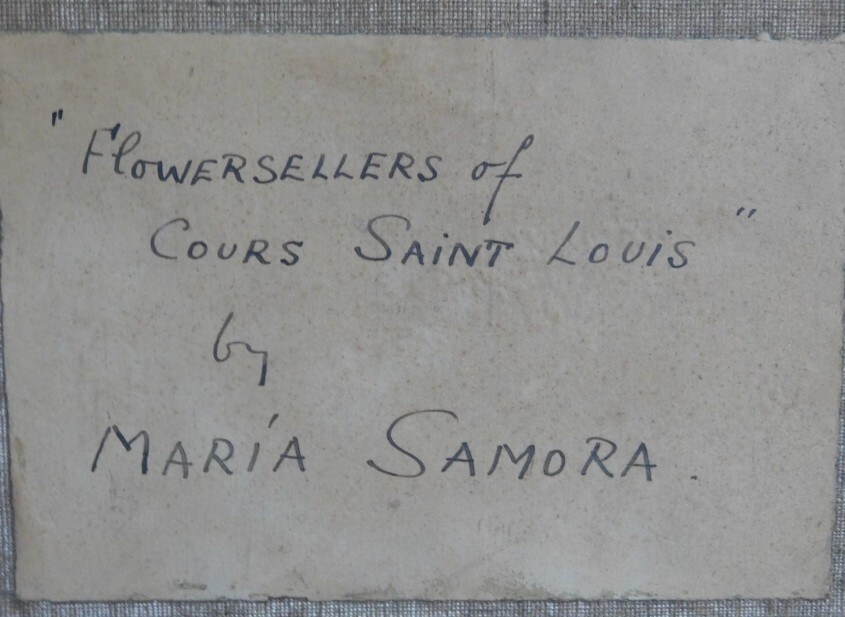 "Flowersellers of
Cours Saint Louis"
by
María Samora.